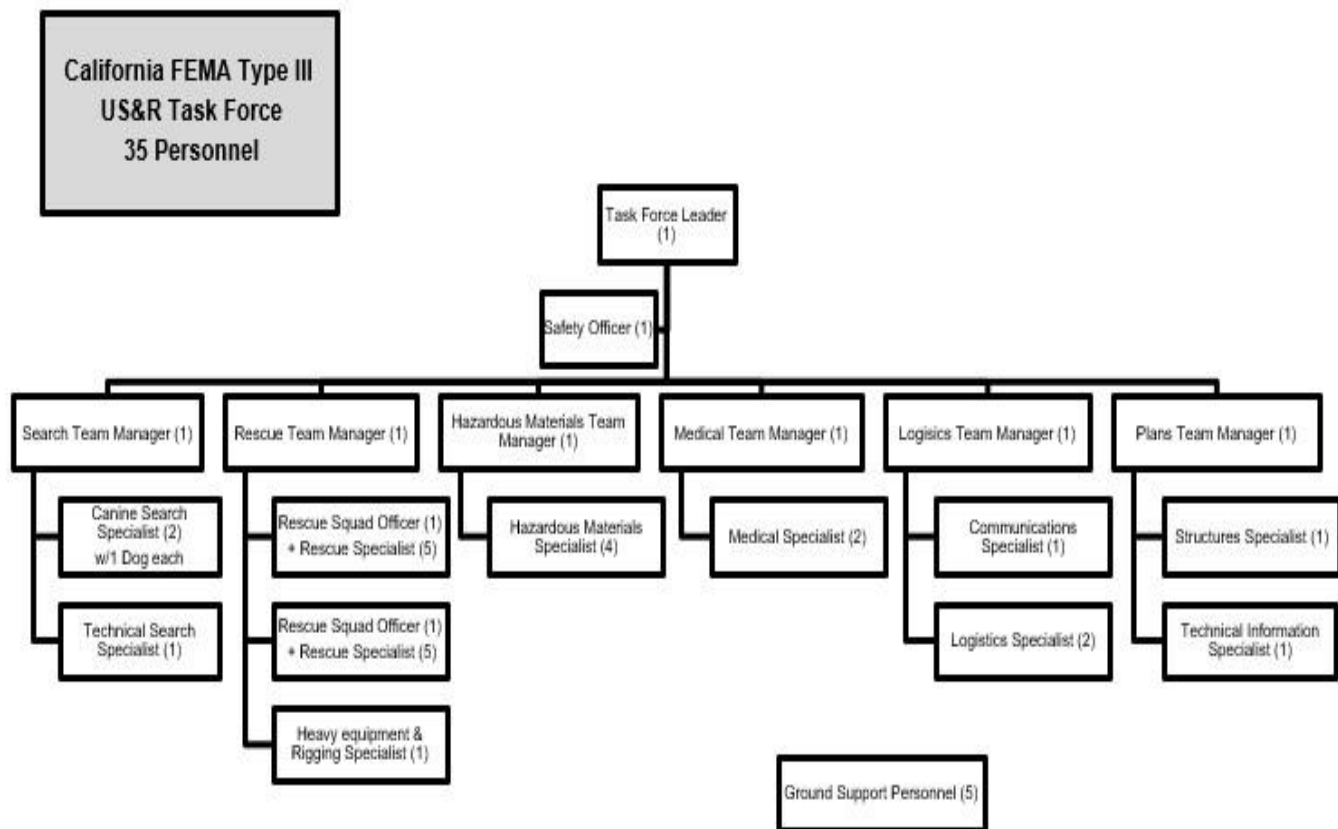 California FEMA Type III
US&R Task Force
35 Personnel
Task Force Leader
(1)
Safety Officer (1)
Search Team Manager (1)
Rescue Team Manager (1)
Hazardous Materials Team
Manager (1)
Medical Team Manager (1)
Logisics Team Manager (1)
Plans Team Manager (1)
Canine Search
Specialist (2)
w/1 Dog each
Rescue Squad Officer (1)
+ Rescue Specialist (5)
Hazardous Materials
Specialist (4)
Medical Specialist (2)
Communications
Specialist (1)
Structures Specialist (1)
Technical Search
Specialist (1)
Rescue Squad Officer (1)
+ Rescue Specialist (5)
Logistics Specialist (2)
Technical Information
Specialist (1)
Heavy equipment &
Rigging Specialist (1)
Ground Support Personnel (5)